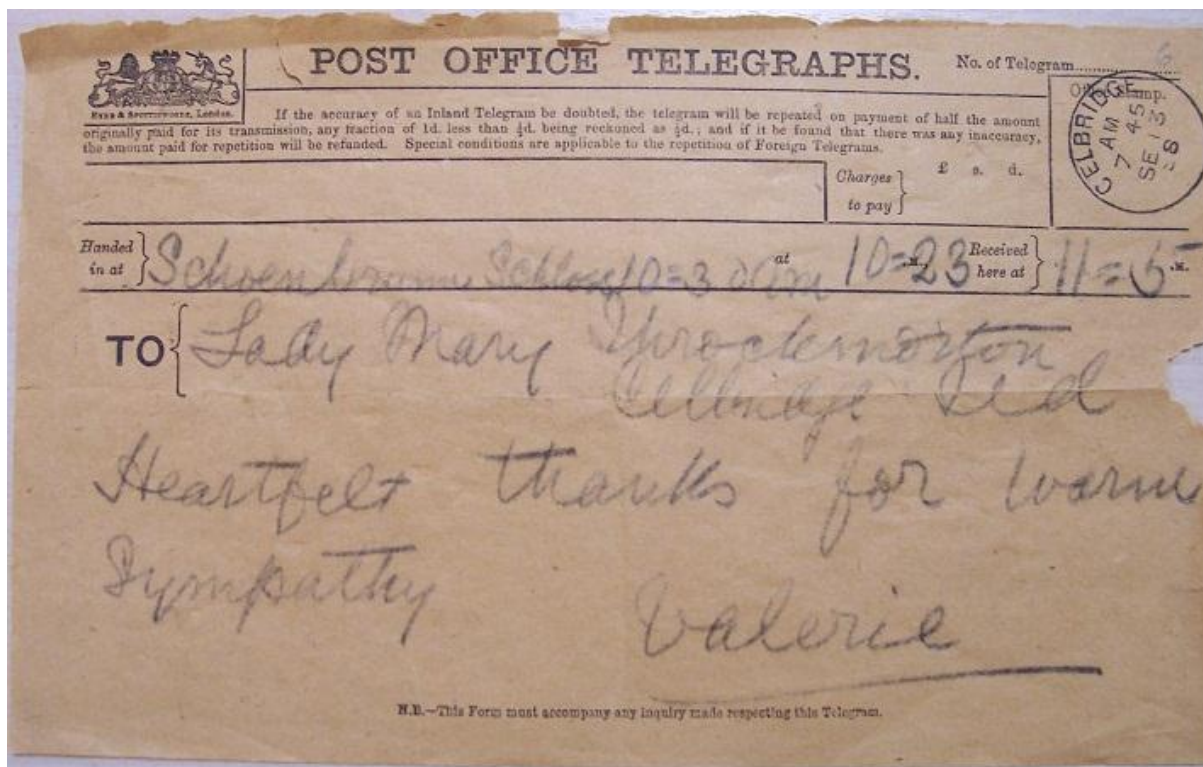 POST OFFICE TELEGRAPHS.
No. of Telegram
EYRE & SPOTTISWOODE, London.
If the accuracy of an Inland Telegram be doubted, the telegram will be repeated on payment of half the amount
originally paid for its transmission, any fraction of 1d. less than ½d. being reckoned as ½d.; and if it be found that there was any inaccuracy,
the amount paid for repetition will be refunded. Special conditions are applicable to the repetition of Foreign Telegrams.
CELBRIDGE
7 AM 45
SE 13
Charges to pay } £ s. d.
Handed in at } Schoenbrunn Schloss 10=30 am at 10=23 Received here at } 11=5 M.
TO { Lady Mary Throckmorton
Celbridge
Heartfelt thanks for warm
Sympathy
Valerie
N.B.—This Form must accompany any inquiry made respecting this Telegram.